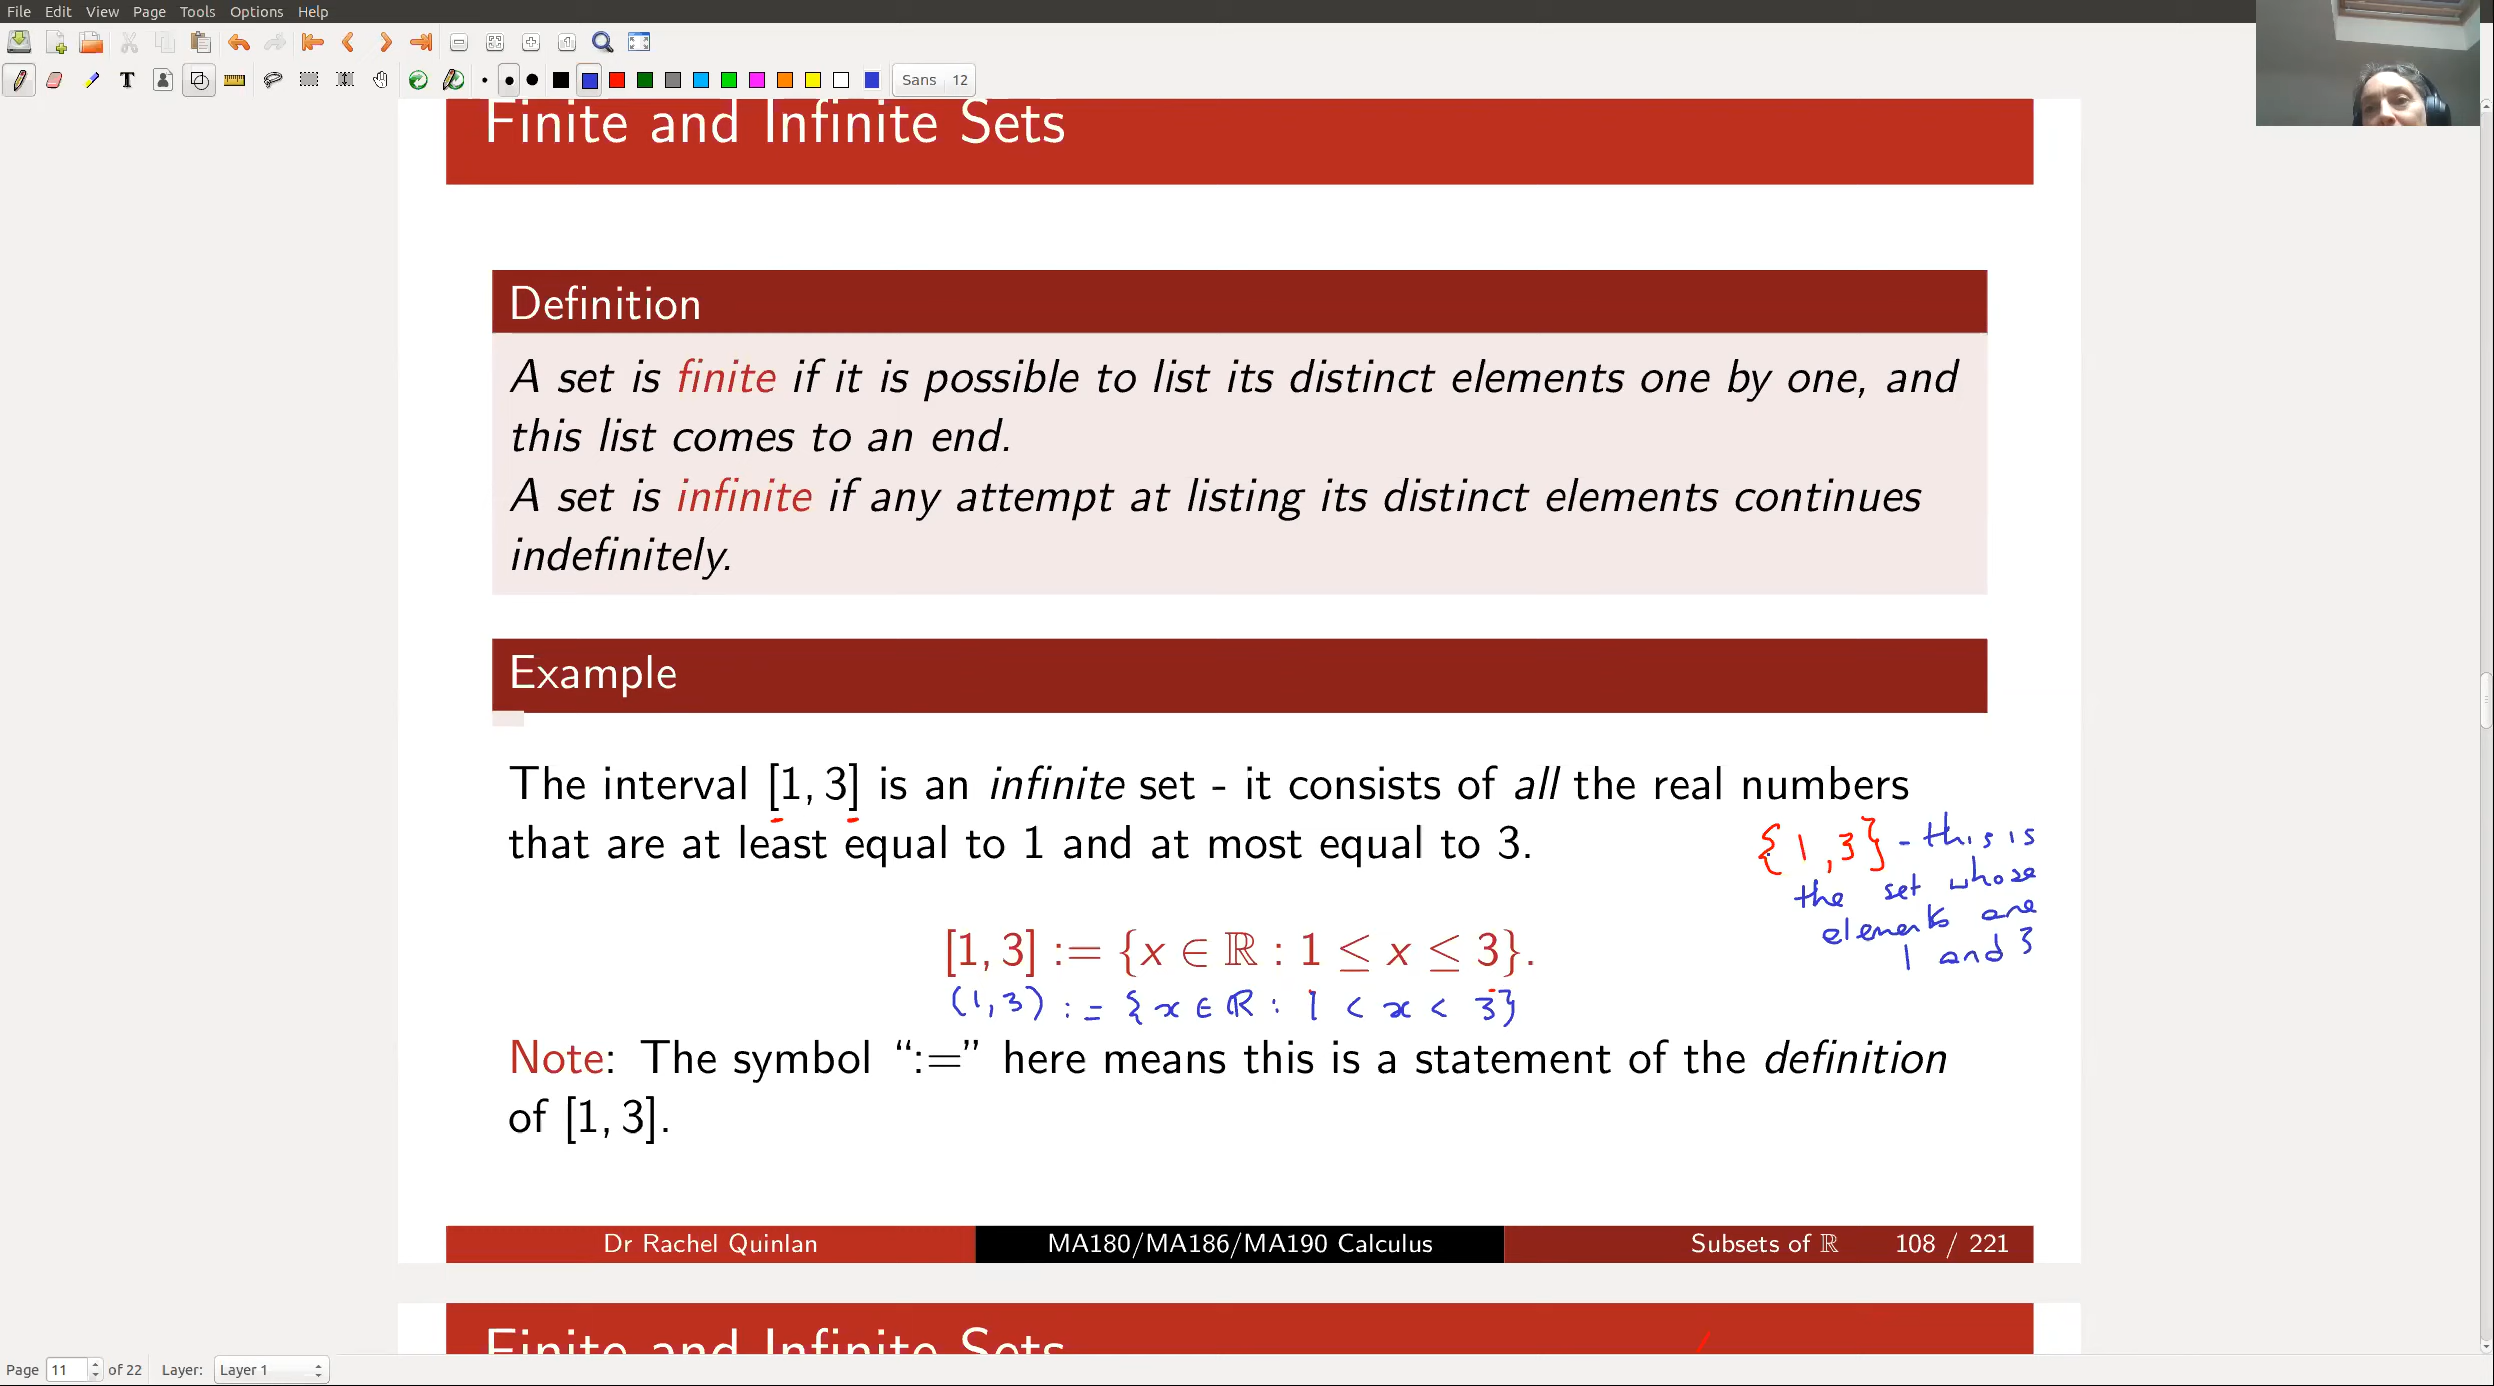 File Edit View Page Tools Options Help
Sans 12
Finite and Infinite Sets
Definition
A set is finite if it is possible to list its distinct elements one by one, and
this list comes to an end.
A set is infinite if any attempt at listing its distinct elements continues
indefinitely.
Example
The interval [1, 3] is an infinite set - it consists of all the real numbers
that are at least equal to 1 and at most equal to 3.
{1, 3} - this is
the set whose
elements are
1 and 3
[1, 3] := {x ∈ ℝ : 1 ≤ x ≤ 3}.
(1, 3) := {x ∈ ℝ : 1 < x < 3}
Note: The symbol “:=” here means this is a statement of the definition
of [1, 3].
Dr Rachel Quinlan MA180/MA186/MA190 Calculus Subsets of ℝ 108 / 221
Finite and Infinite Sets
Page 11 of 22 Layer: Layer 1